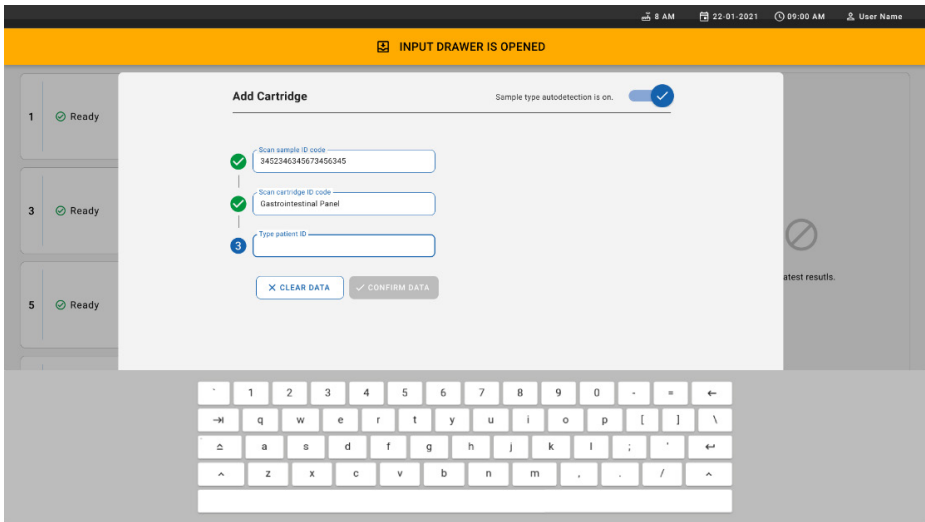 8 AM 22-01-2021 09:00 AM User Name
INPUT DRAWER IS OPENED
Add Cartridge
Sample type autodetection is on.
1 Ready
Scan sample ID code
3452346345673456345
Scan cartridge ID code
Gastrointestinal Panel
3 Ready
3
Type patient ID
atest resutls.
CLEAR DATA
CONFIRM DATA
5 Ready
` 1 2 3 4 5 6 7 8 9 0 - =
q w e r t y u i o p [ ] \
a s d f g h j k l ; '
z x c v b n m , . /